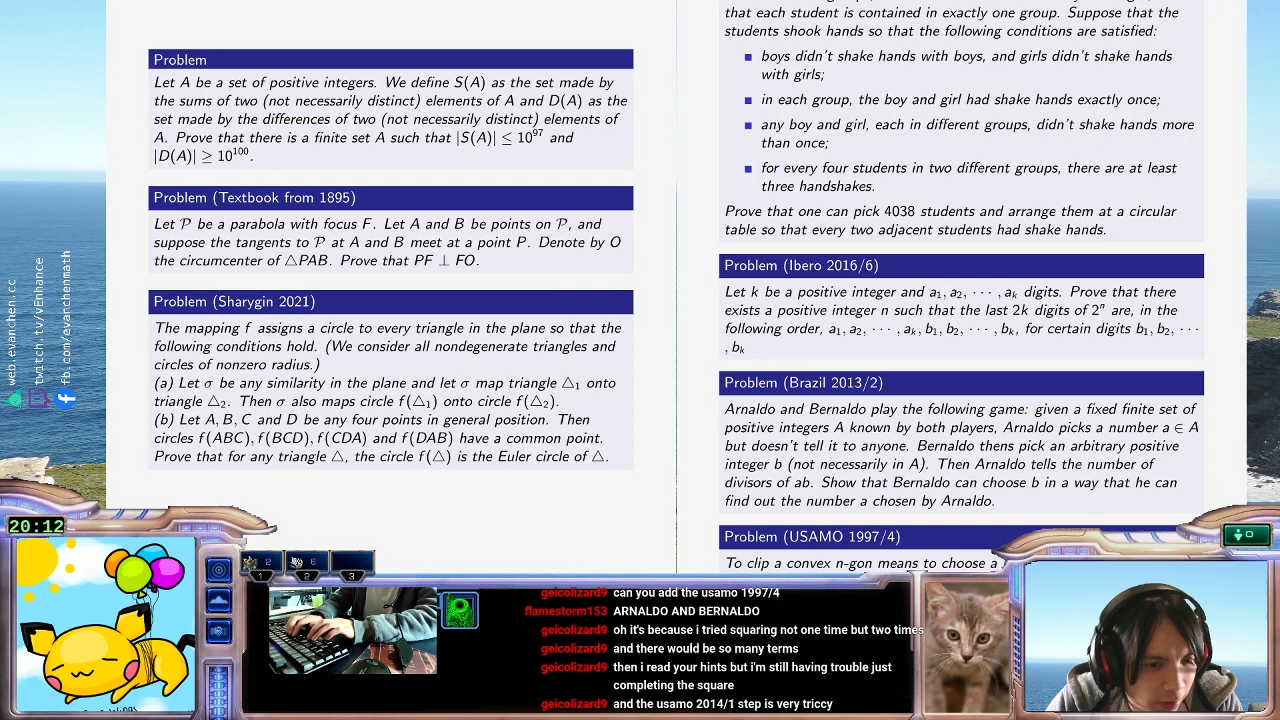 Problem
Let A be a set of positive integers. We define S(A) as the set made by
the sums of two (not necessarily distinct) elements of A and D(A) as the
set made by the differences of two (not necessarily distinct) elements of
A. Prove that there is a finite set A such that |S(A)| ≤ 10^97 and
|D(A)| ≥ 10^100.
Problem (Textbook from 1895)
Let 𝒫 be a parabola with focus F. Let A and B be points on 𝒫, and
suppose the tangents to 𝒫 at A and B meet at a point P. Denote by O
the circumcenter of △PAB. Prove that PF ⊥ FO.
Problem (Sharygin 2021)
The mapping f assigns a circle to every triangle in the plane so that the
following conditions hold. (We consider all nondegenerate triangles and
circles of nonzero radius.)
(a) Let σ be any similarity in the plane and let σ map triangle △₁ onto
triangle △₂. Then σ also maps circle f(△₁) onto circle f(△₂).
(b) Let A, B, C and D be any four points in general position. Then
circles f(ABC), f(BCD), f(CDA) and f(DAB) have a common point.
Prove that for any triangle △, the circle f(△) is the Euler circle of △.
that each student is contained in exactly one group. Suppose that the
students shook hands so that the following conditions are satisfied:
boys didn't shake hands with boys, and girls didn't shake hands
with girls;
in each group, the boy and girl had shake hands exactly once;
any boy and girl, each in different groups, didn't shake hands more
than once;
for every four students in two different groups, there are at least
three handshakes.
Prove that one can pick 4038 students and arrange them at a circular
table so that every two adjacent students had shake hands.
Problem (Ibero 2016/6)
Let k be a positive integer and a₁, a₂, ··· , aₖ digits. Prove that there
exists a positive integer n such that the last 2k digits of 2ⁿ are, in the
following order, a₁, a₂, ··· , aₖ, b₁, b₂, ··· , bₖ, for certain digits b₁, b₂, ···
, bₖ
Problem (Brazil 2013/2)
Arnaldo and Bernaldo play the following game: given a fixed finite set of
positive integers A known by both players, Arnaldo picks a number a ∈ A
but doesn't tell it to anyone. Bernaldo thens pick an arbitrary positive
integer b (not necessarily in A). Then Arnaldo tells the number of
divisors of ab. Show that Bernaldo can choose b in a way that he can
find out the number a chosen by Arnaldo.
Problem (USAMO 1997/4)
To clip a convex n-gon means to choose a
web.evanchen.cc
twitch.tv/vEnhance
fb.com/evanchenmath
20:12
2
6
1
2
3
0
geicolizard9 can you add the usamo 1997/4
flamestorm153 ARNALDO AND BERNALDO
geicolizard9 oh it's because i tried squaring not one time but two times
geicolizard9 and there would be so many terms
geicolizard9 then i read your hints but i'm still having trouble just
completing the square
geicolizard9 and the usamo 2014/1 step is very triccy